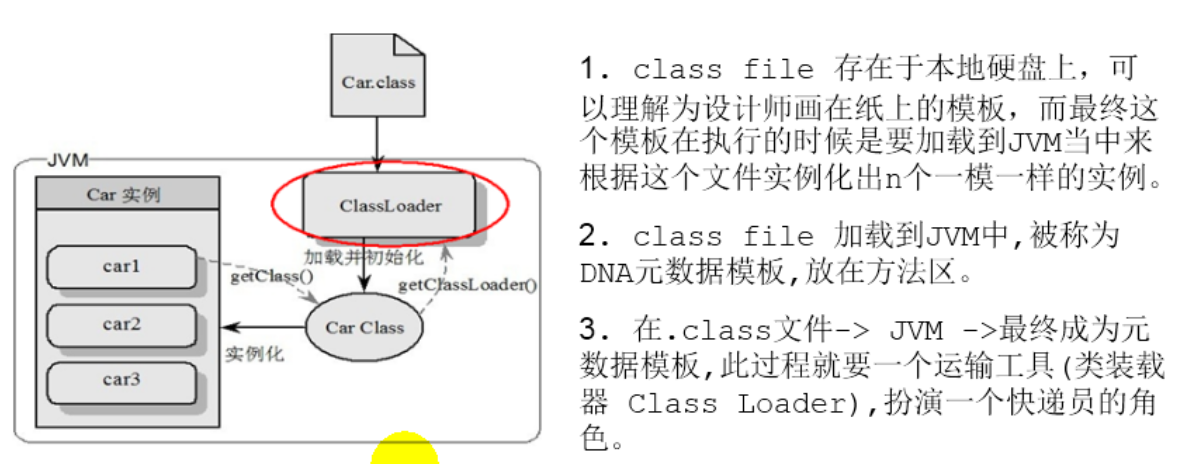 Car.class
JVM
Car 实例
ClassLoader
加载并初始化
car1
getClass()
getClassLoader()
car2
Car Class
实例化
car3
1. class file 存在于本地硬盘上，可
以理解为设计师画在纸上的模板，而最终这
个模板在执行的时候是要加载到JVM当中来
根据这个文件实例化出n个一模一样的实例。
2. class file 加载到JVM中,被称为
DNA元数据模板,放在方法区。
3. 在.class文件-> JVM ->最终成为元
数据模板,此过程就要一个运输工具(类装载
器 Class Loader),扮演一个快递员的角
色。